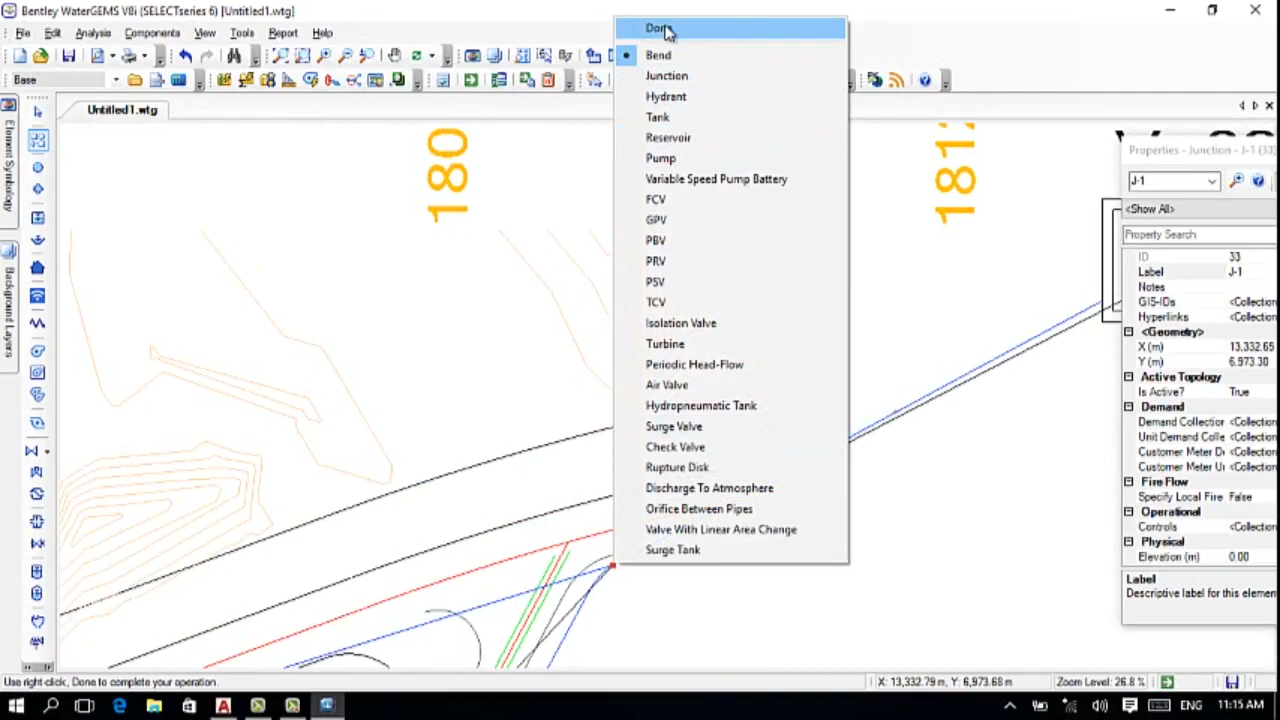 Bentley WaterGEMS V8i (SELECTseries 6) [Untitled1.wtg]
File Edit Analysis Components View Tools Report Help
Base
Untitled1.wtg
Element Symbology
Background Layers
180
Done
Bend
Junction
Hydrant
Tank
Reservoir
Pump
Variable Speed Pump Battery
FCV
GPV
PBV
PRV
PSV
TCV
Isolation Valve
Turbine
Periodic Head-Flow
Air Valve
Hydropneumatic Tank
Surge Valve
Check Valve
Rupture Disk
Discharge To Atmosphere
Orifice Between Pipes
Valve With Linear Area Change
Surge Tank
Properties - Junction - J-1 (33)
J-1
<Show All>
Property Search
ID 33
Label J-1
Notes
GIS-IDs <Collection
Hyperlinks <Collection
<Geometry>
X (m) 13,332.65
Y (m) 6,973.30
Active Topology
Is Active? True
Demand
Demand Collection <Collection
Unit Demand Colle <Collection
Customer Meter D <Collection
Customer Meter U <Collection
Fire Flow
Specify Local Fire False
Operational
Controls <Collection
Physical
Elevation (m) 0.00
Label
Descriptive label for this elemen
Use right-click, Done to complete your operation.
X: 13,332.79 m, Y: 6,973.68 m
Zoom Level: 26.8 %
ENG
11:15 AM